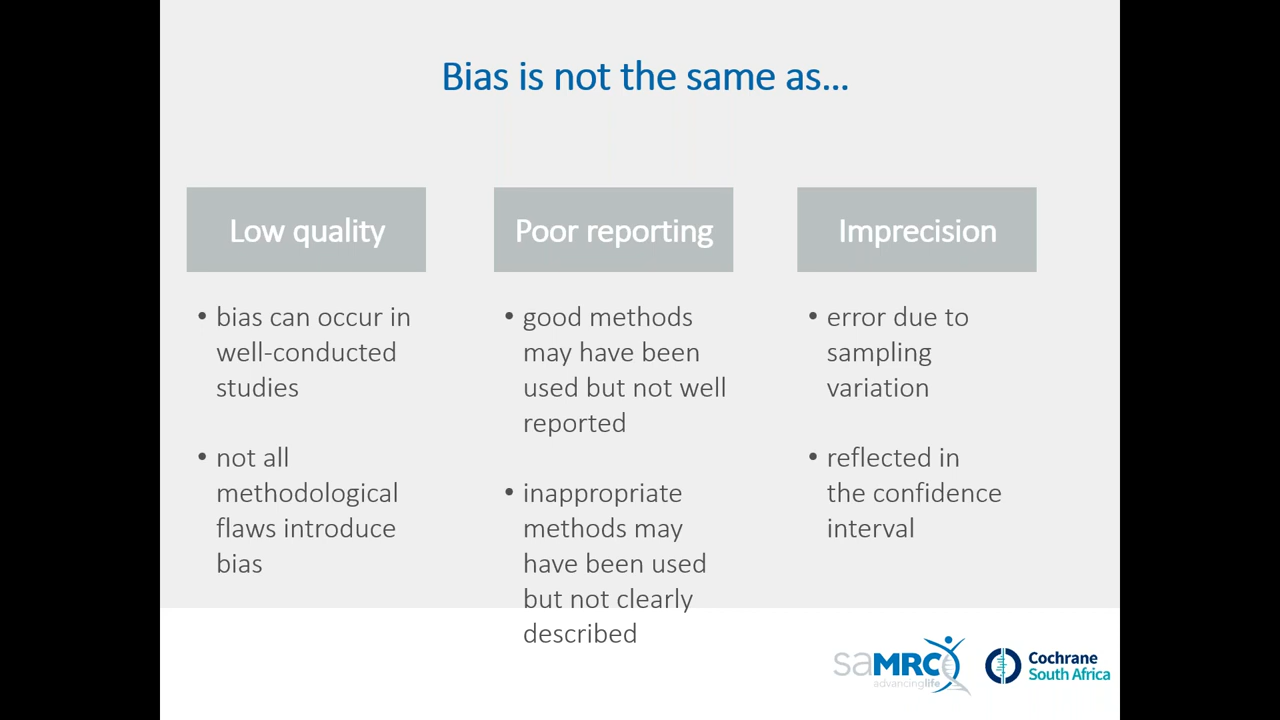 Bias is not the same as...
Low quality
• bias can occur in
well-conducted
studies
• not all
methodological
flaws introduce
bias
Poor reporting
• good methods
may have been
used but not well
reported
• inappropriate
methods may
have been used
but not clearly
described
Imprecision
• error due to
sampling
variation
• reflected in
the confidence
interval
saMRC
advancinglife
Cochrane
South Africa